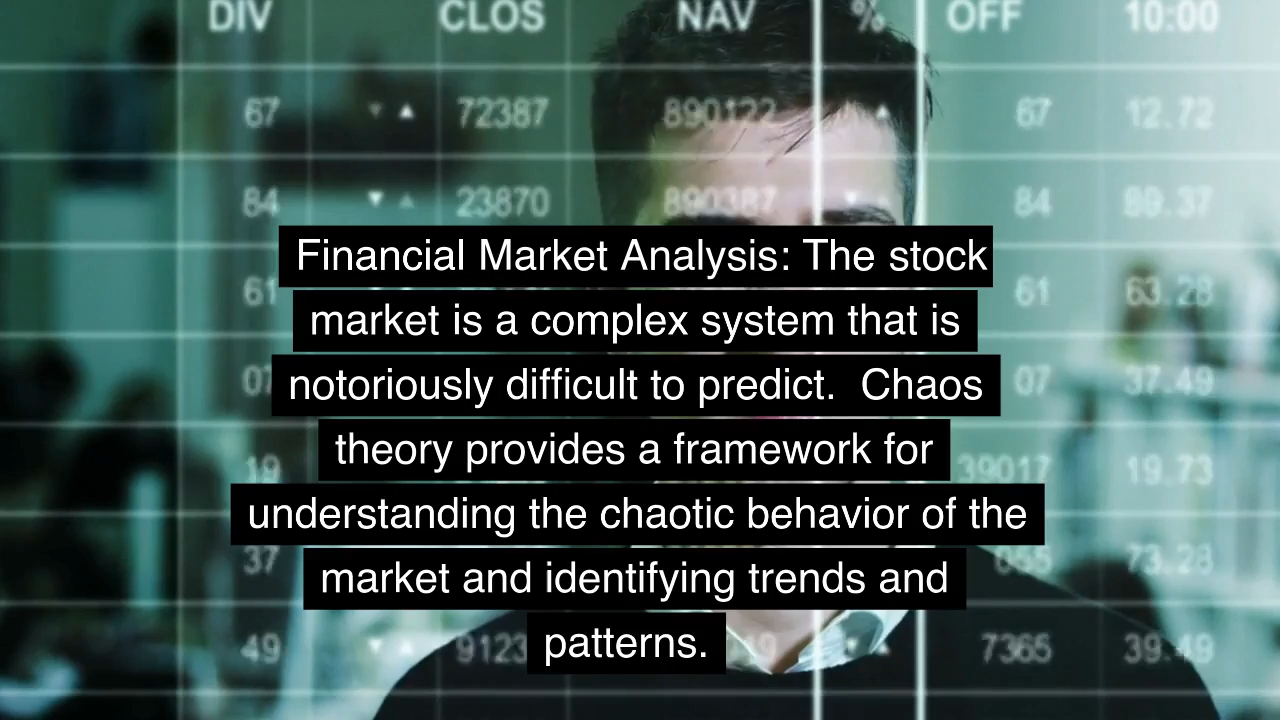 DIV CLOS NAV % OFF 10:00
67 ▼ ▲ 72387 890122 ▲ 67 12.72
84 ▼ ▲ 23870 890387 ▼ 84 89.37
Financial Market Analysis: The stock
61 61 63.28
market is a complex system that is
notoriously difficult to predict.  Chaos
07 07 37.49
theory provides a framework for
19 39017 19.73
understanding the chaotic behavior of the
37 73.28
market and identifying trends and
patterns.
49 ▼ ▲ ▼ ▲ 7365 39.49